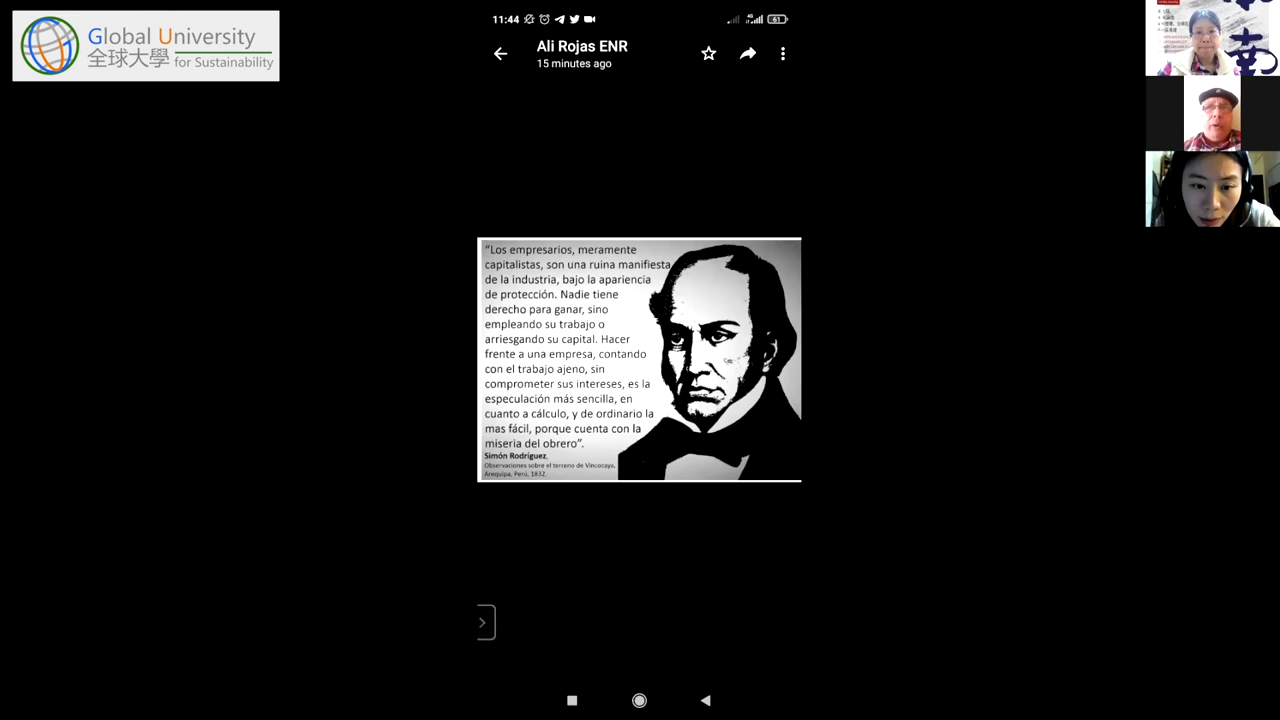 Global University
全球大學 for Sustainability
11:44
4G
61
Ali Rojas ENR
15 minutes ago
“Los empresarios, meramente
capitalistas, son una ruina manifiesta
de la industria, bajo la apariencia
de protección. Nadie tiene
derecho para ganar, sino
empleando su trabajo o
arriesgando su capital. Hacer
frente a una empresa, contando
con el trabajo ajeno, sin
comprometer sus intereses, es la
especulación más sencilla, en
cuanto a cálculo, y de ordinario la
mas fácil, porque cuenta con la
miseria del obrero”.
Simón Rodríguez,
Observaciones sobre el terreno de Vincocaya,
Arequipa, Perú, 1832.
南